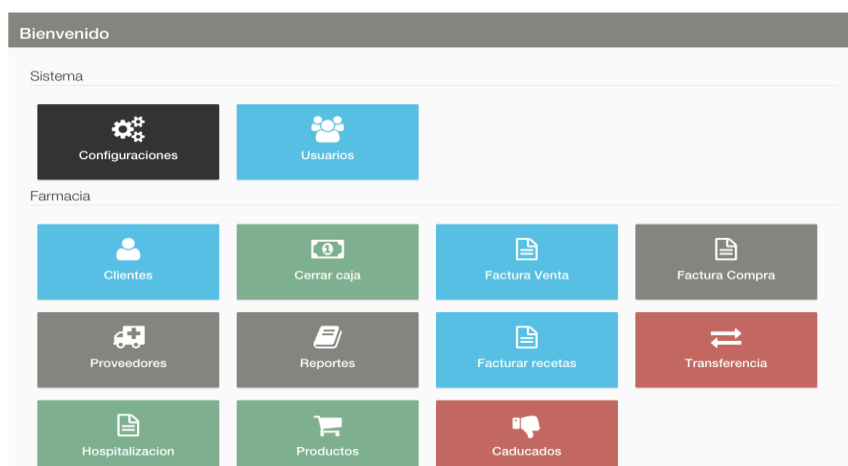 Bienvenido
Sistema
Configuraciones
Usuarios
Farmacia
Clientes
Cerrar caja
Factura Venta
Factura Compra
Proveedores
Reportes
Facturar recetas
Transferencia
Hospitalizacion
Productos
Caducados